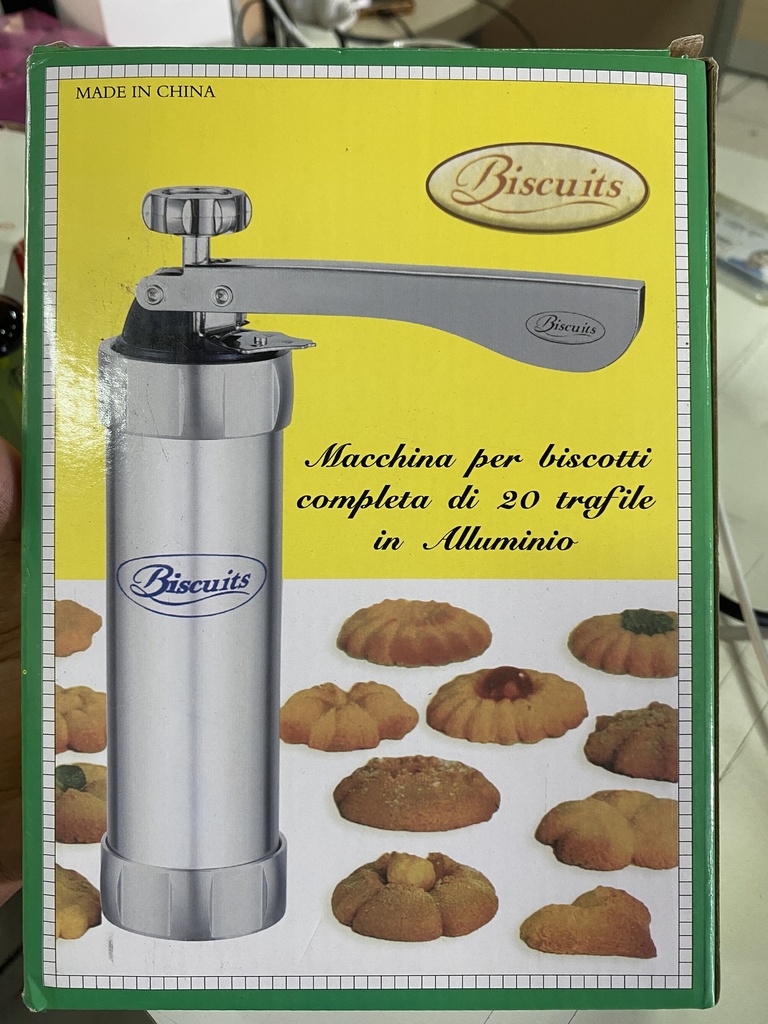 MADE IN CHINA
Biscuits
Biscuits
Macchina per biscotti
completa di 20 trafile
in Alluminio
Biscuits